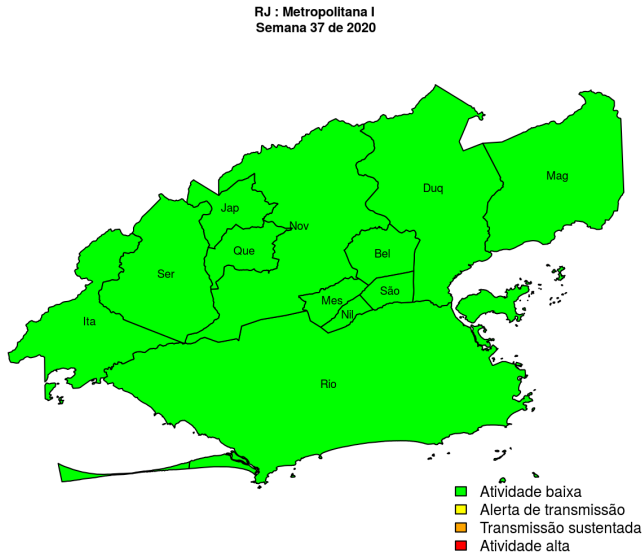 RJ : Metropolitana I
Semana 37 de 2020
Mag
Duq
Jap
Nov
Que
Bel
Ser
São
Mes
Nil
Ita
Rio
Atividade baixa
Alerta de transmissão
Transmissão sustentada
Atividade alta